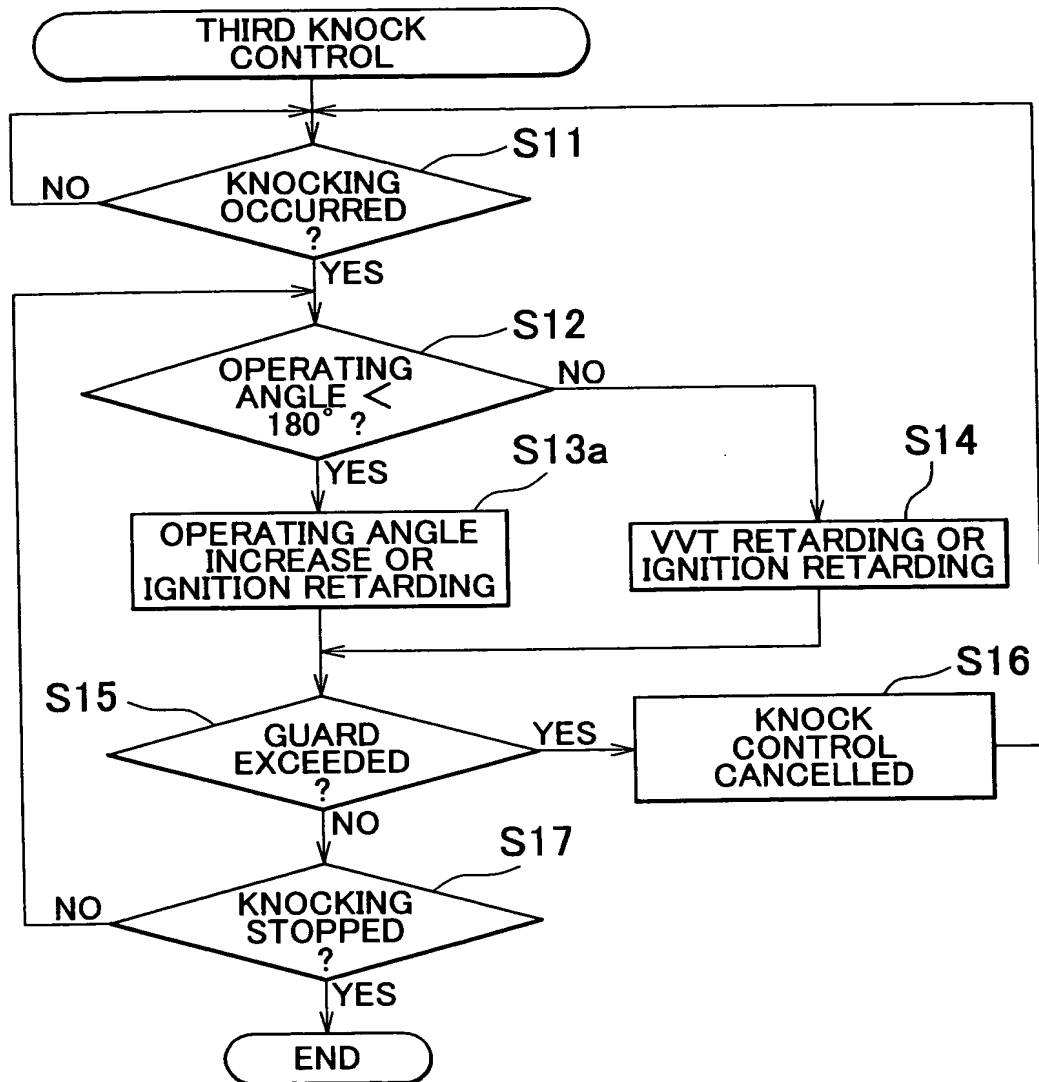 THIRD KNOCK
CONTROL
S11
NO
KNOCKING
OCCURRED
?
YES
S12
OPERATING
ANGLE <
180° ?
NO
YES
S13a
OPERATING ANGLE
INCREASE OR
IGNITION RETARDING
S14
VVT RETARDING OR
IGNITION RETARDING
S15
GUARD
EXCEEDED
?
YES
S16
KNOCK
CONTROL
CANCELLED
NO
S17
NO
KNOCKING
STOPPED
?
YES
END